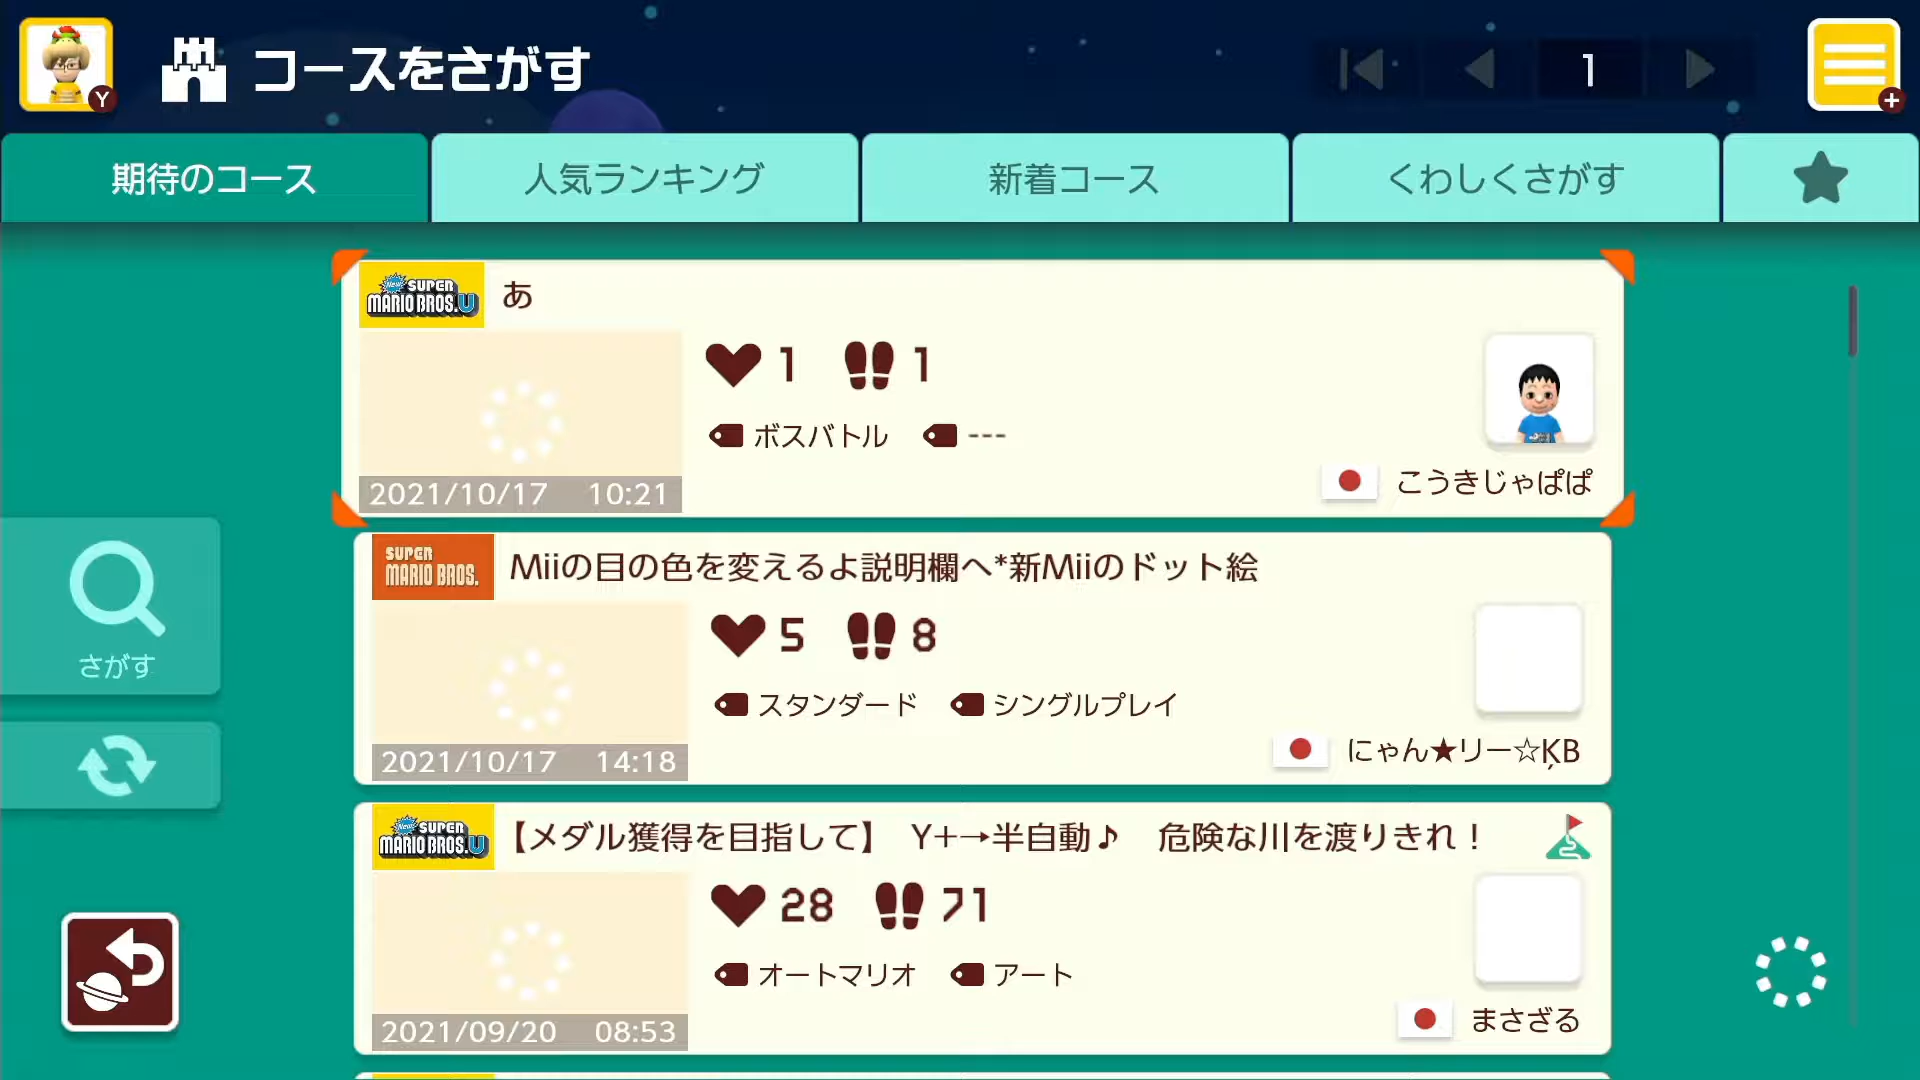 Y
コースをさがす
1
+
期待のコース
人気ランキング
新着コース
くわしくさがす
New SUPER MARIO BROS. U
あ
1 1
ボスバトル ---
2021/10/17 10:21
こうきじゃぱぱ
SUPER MARIO BROS.
Miiの目の色を変えるよ説明欄へ*新Miiのドット絵
5 8
スタンダード シングルプレイ
2021/10/17 14:18
にゃん★リー☆ĶB
さがす
New SUPER MARIO BROS. U
【メダル獲得を目指して】 Y+→半自動♪ 危険な川を渡りきれ!
28 71
オートマリオ アート
2021/09/20 08:53
まさざる